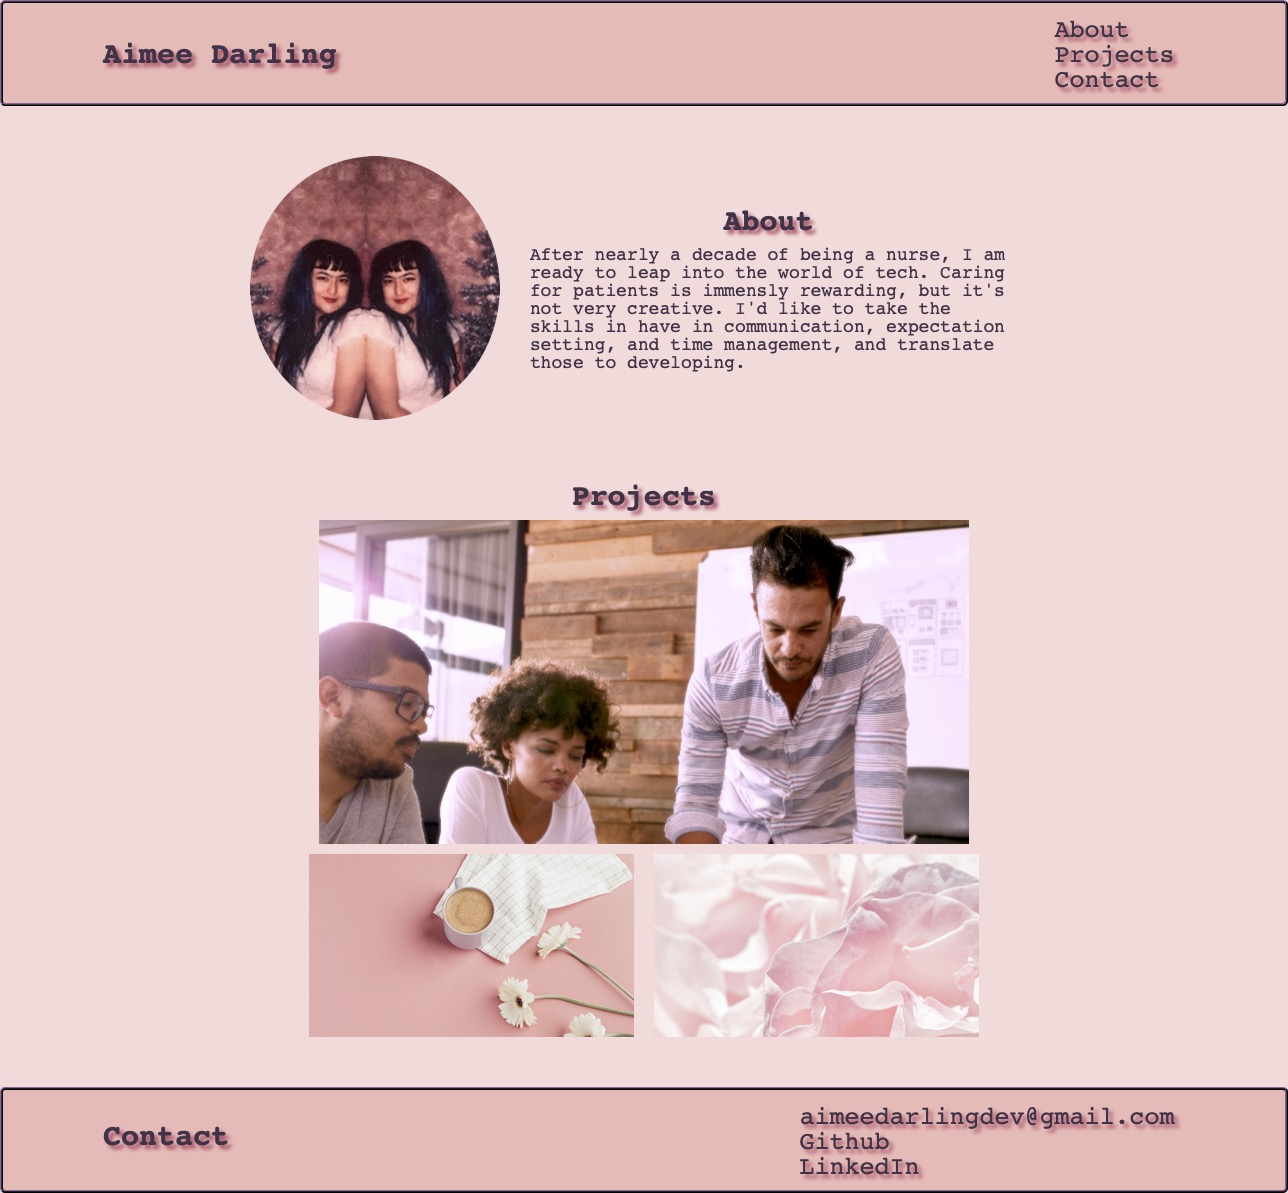 Aimee Darling
About
Projects
Contact
About
After nearly a decade of being a nurse, I am
ready to leap into the world of tech. Caring
for patients is immensly rewarding, but it's
not very creative. I'd like to take the
skills in have in communication, expectation
setting, and time management, and translate
those to developing.
Projects
Contact
aimeedarlingdev@gmail.com
Github
LinkedIn